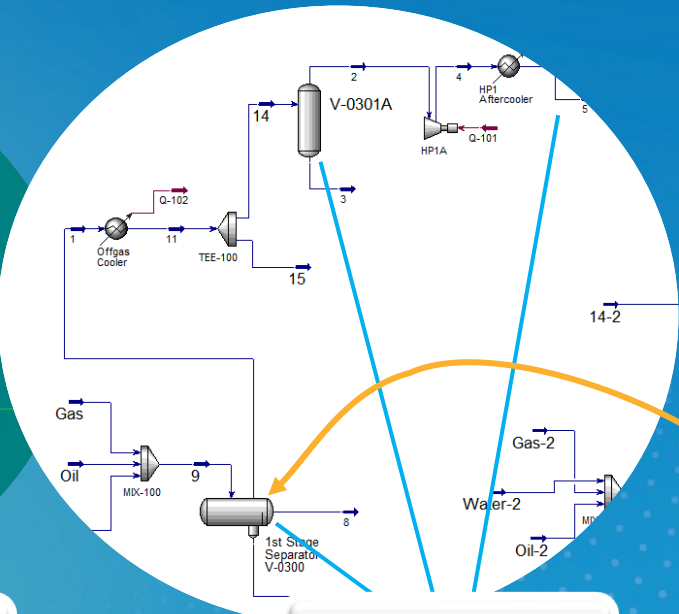 2
4
HP1
Aftercooler
5
14
V-0301A
HP1A
Q-101
3
Q-102
1
Offgas
Cooler
11
TEE-100
15
14-2
Gas
Oil
MIX-100
9
Gas-2
Water-2
Oil-2
8
1st Stage
Separator
V-0300